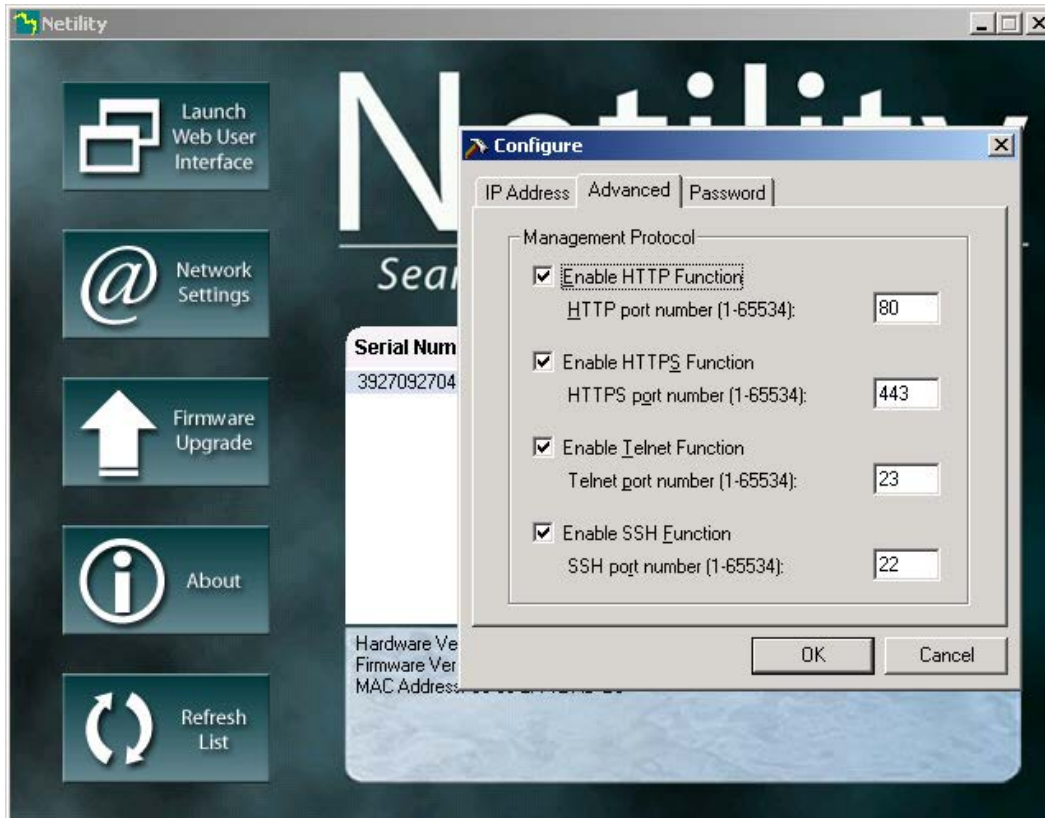 Netility
Launch
Web User
Interface
Network
Settings
Firmware
Upgrade
About
Refresh
List
Netility
Serial Num
3927092704
Hardware Ve
Firmware Ver
MAC Address:
Configure
IP Address
Advanced
Password
Management Protocol
Enable HTTP Function
HTTP port number (1-65534): 80
Enable HTTPS Function
HTTPS port number (1-65534): 443
Enable Telnet Function
Telnet port number (1-65534): 23
Enable SSH Function
SSH port number (1-65534): 22
OK
Cancel